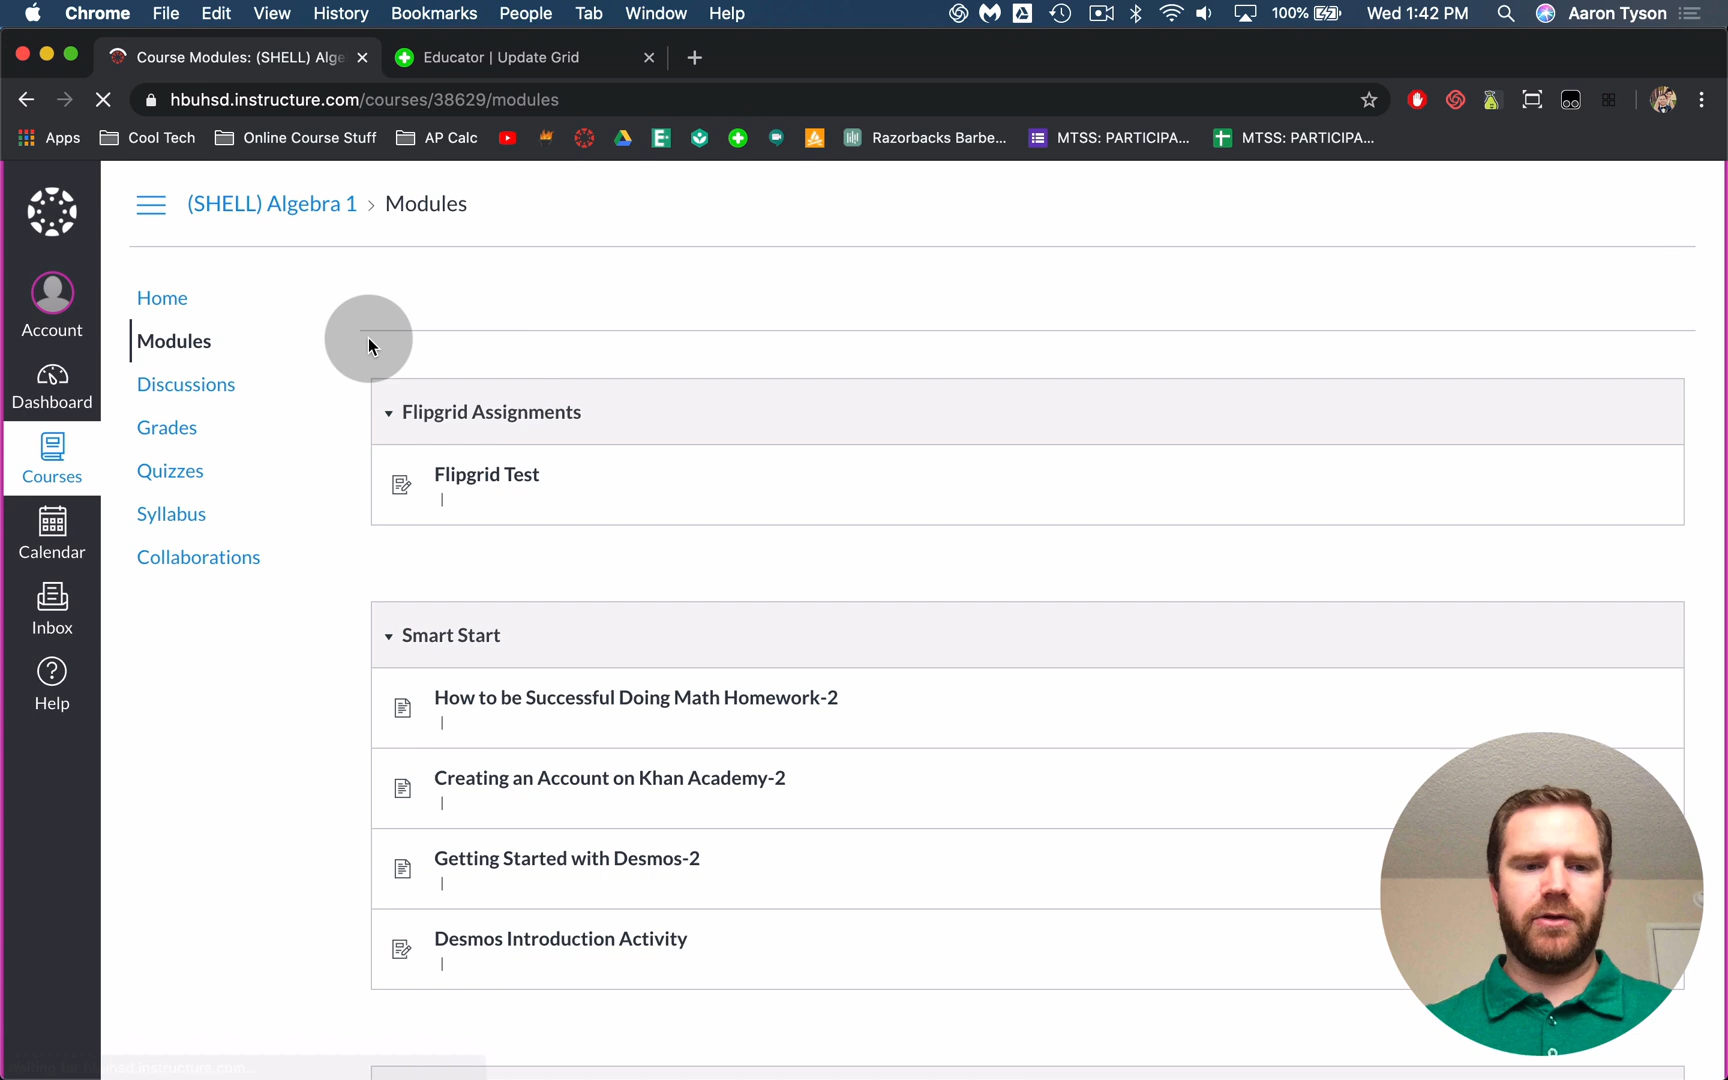 Chrome File Edit View History Bookmarks People Tab Window Help 100% Wed 1:42 PM Aaron Tyson
Course Modules: (SHELL) Alge Educator | Update Grid
hbuhsd.instructure.com/courses/38629/modules
Apps Cool Tech Online Course Stuff AP Calc Razorbacks Barbe... MTSS: PARTICIPA... MTSS: PARTICIPA...
(SHELL) Algebra 1 > Modules
Account
Dashboard
Courses
Calendar
Inbox
Help
Home
Modules
Discussions
Grades
Quizzes
Syllabus
Collaborations
Flipgrid Assignments
Flipgrid Test
|
Smart Start
How to be Successful Doing Math Homework-2
|
Creating an Account on Khan Academy-2
|
Getting Started with Desmos-2
|
Desmos Introduction Activity
|